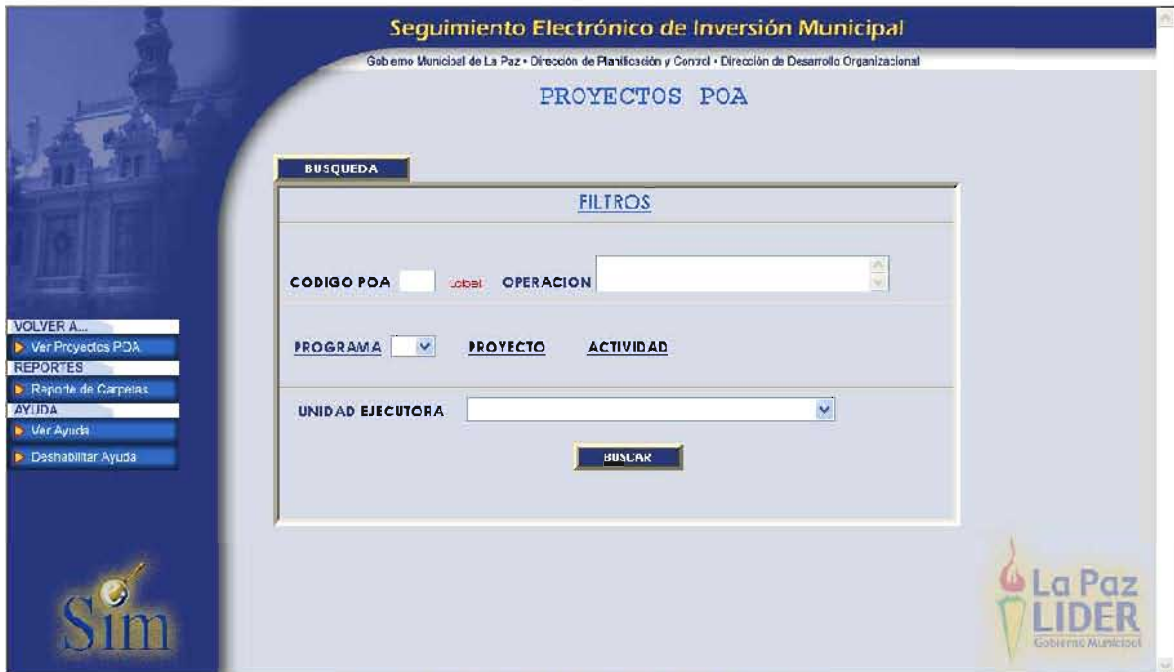 Seguimiento Electrónico de Inversión Municipal
Gobierno Municipal de La Paz • Dirección de Planificación y Control • Dirección de Desarrollo Organizacional
PROYECTOS POA
BUSQUEDA
FILTROS
CODIGO POA Label OPERACION
PROGRAMA PROYECTO ACTIVIDAD
UNIDAD EJECUTORA
BUSCAR
VOLVER A...
Ver Proyectos POA
REPORTES
Reporte de Carpetas
AYUDA
Ver Ayuda
Deshabilitar Ayuda
Sim
La Paz
LIDER
Gobierno Municipal